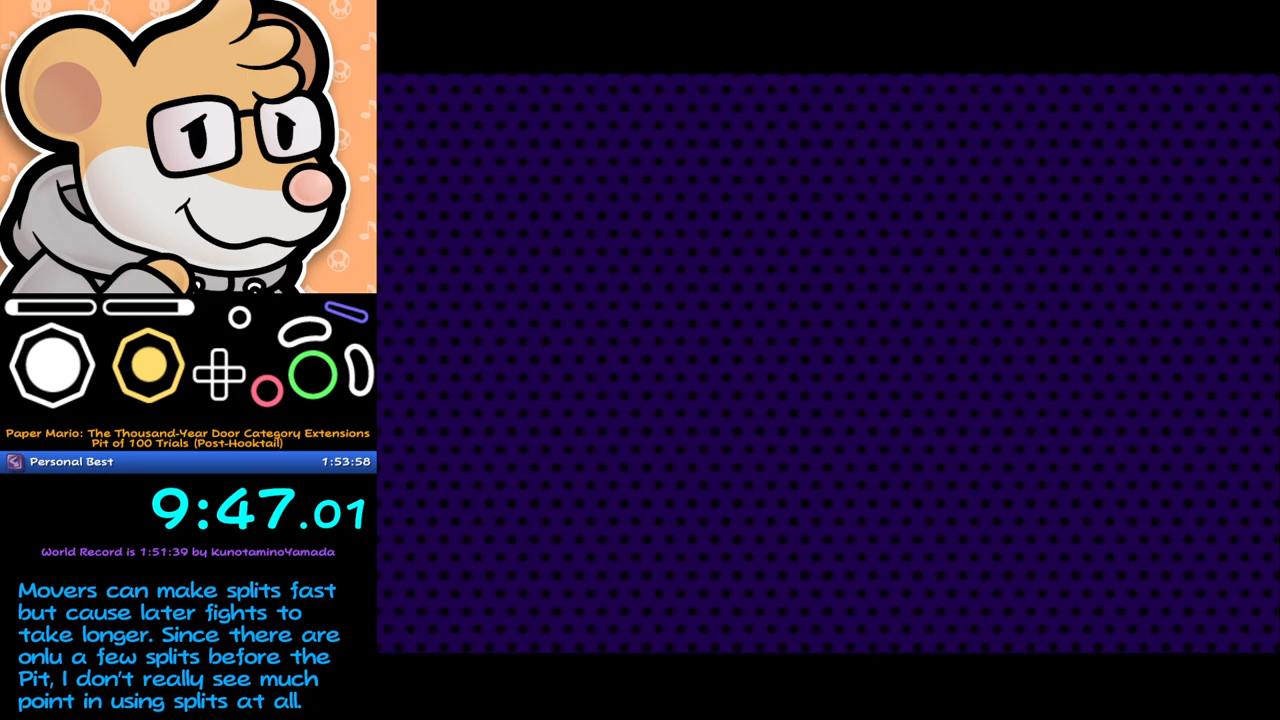 Paper Mario: The Thousand-Year Door Category Extensions
Pit of 100 Trials (Post-Hooktail)
Personal Best 1:53:58
9:47.01
World Record is 1:51:39 by KunotaminoYamada
Movers can make splits fast
but cause later fights to
take longer. Since there are
onlu a few splits before the
Pit, I don't really see much
point in using splits at all.